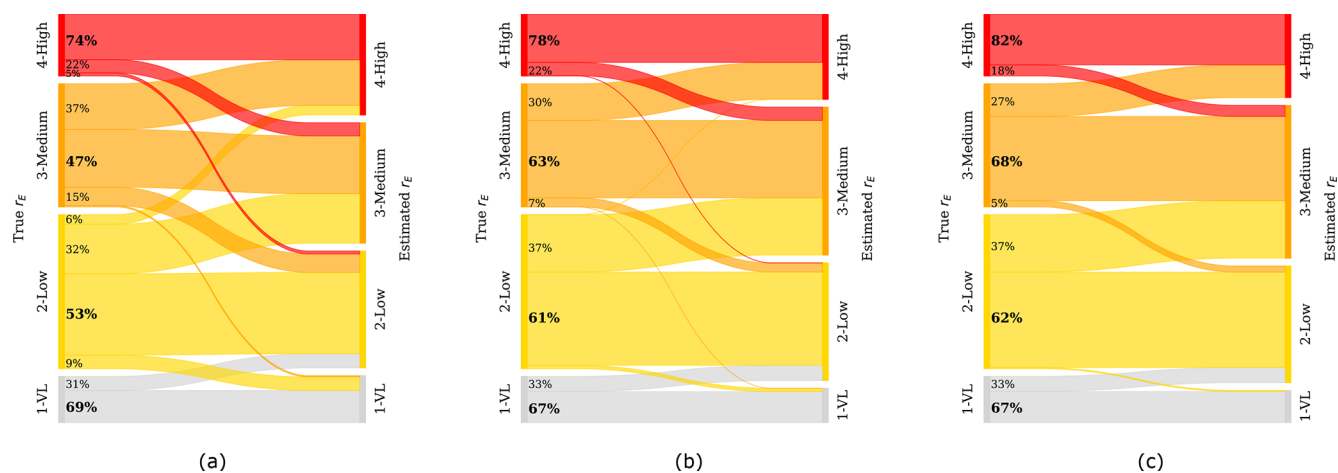 True r_E
4-High
3-Medium
2-Low
1-VL
74%
22%
5%
37%
47%
15%
6%
32%
53%
9%
31%
69%
4-High
3-Medium
2-Low
1-VL
Estimated r_E
(a)
True r_E
4-High
3-Medium
2-Low
1-VL
78%
22%
30%
63%
7%
37%
61%
33%
67%
4-High
3-Medium
2-Low
1-VL
Estimated r_E
(b)
True r_E
4-High
3-Medium
2-Low
1-VL
82%
18%
27%
68%
5%
37%
62%
33%
67%
4-High
3-Medium
2-Low
1-VL
Estimated r_E
(c)